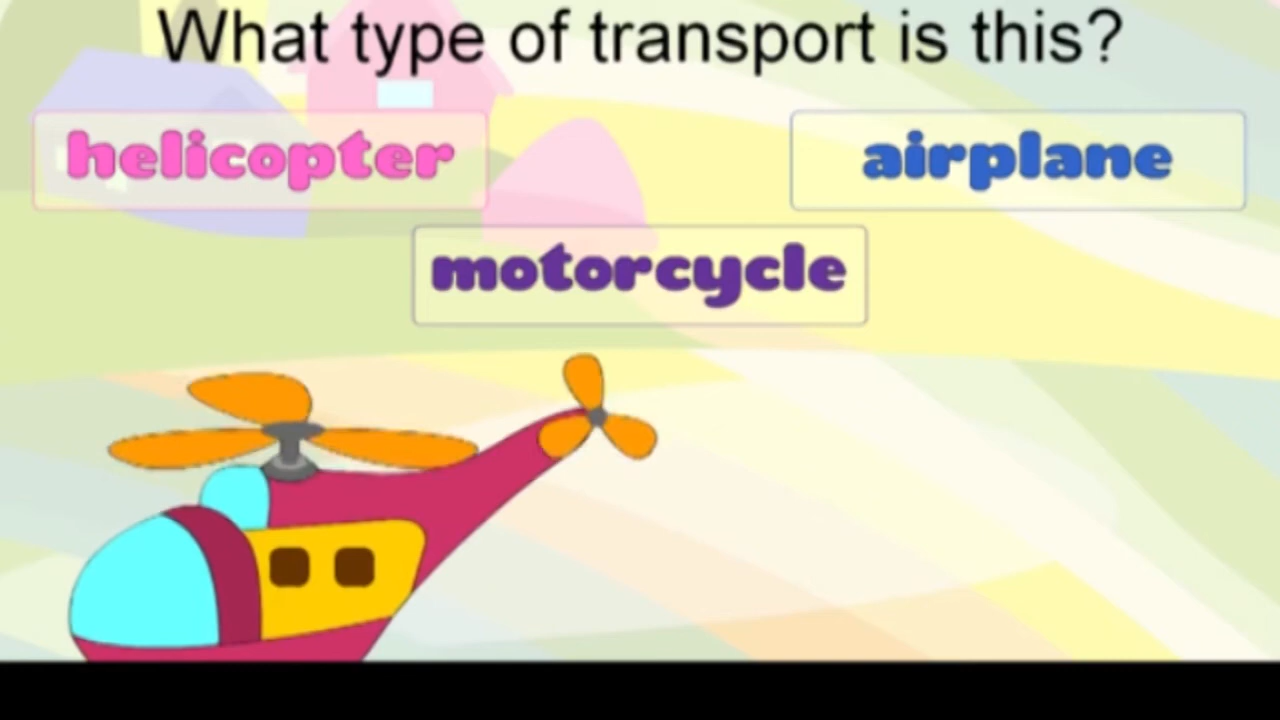 What type of transport is this?
helicopter
airplane
motorcycle